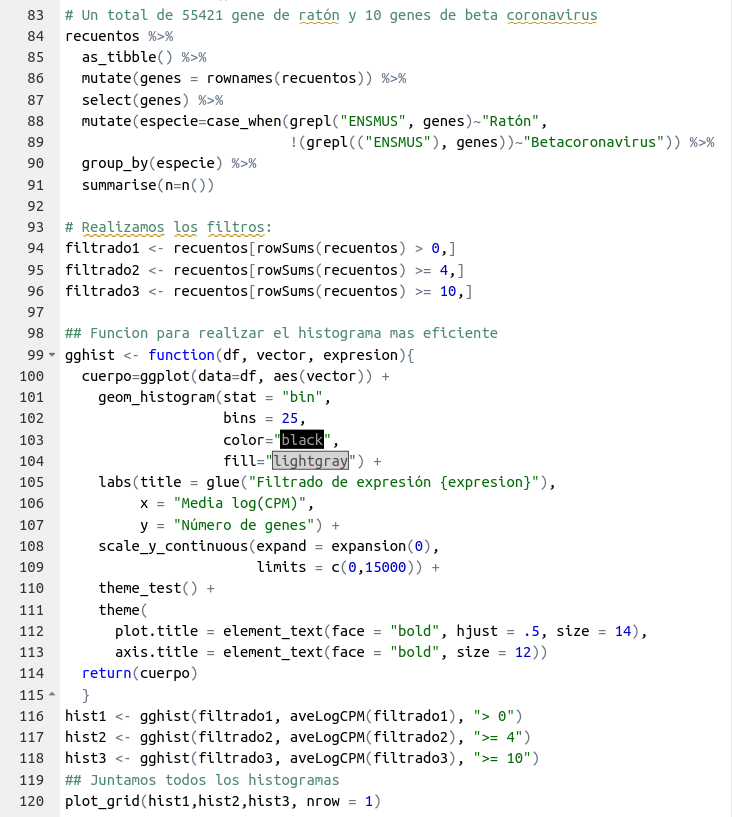 83 # Un total de 55421 gene de ratón y 10 genes de beta coronavirus
84 recuentos %>%
85   as_tibble() %>%
86   mutate(genes = rownames(recuentos)) %>%
87   select(genes) %>%
88   mutate(especie=case_when(grepl("ENSMUS", genes)~"Ratón",
89                            !(grepl(("ENSMUS"), genes))~"Betacoronavirus")) %>%
90   group_by(especie) %>%
91   summarise(n=n())
92
93 # Realizamos los filtros:
94 filtrado1 <- recuentos[rowSums(recuentos) > 0,]
95 filtrado2 <- recuentos[rowSums(recuentos) >= 4,]
96 filtrado3 <- recuentos[rowSums(recuentos) >= 10,]
97
98 ## Funcion para realizar el histograma mas eficiente
99 gghist <- function(df, vector, expresion){
100   cuerpo=ggplot(data=df, aes(vector)) +
101     geom_histogram(stat = "bin",
102                    bins = 25,
103                    color="black",
104                    fill="lightgray") +
105     labs(title = glue("Filtrado de expresión {expresion}"),
106          x = "Media log(CPM)",
107          y = "Número de genes") +
108     scale_y_continuous(expand = expansion(0),
109                        limits = c(0,15000)) +
110     theme_test() +
111     theme(
112       plot.title = element_text(face = "bold", hjust = .5, size = 14),
113       axis.title = element_text(face = "bold", size = 12))
114   return(cuerpo)
115   }
116 hist1 <- gghist(filtrado1, aveLogCPM(filtrado1), "> 0")
117 hist2 <- gghist(filtrado2, aveLogCPM(filtrado2), ">= 4")
118 hist3 <- gghist(filtrado3, aveLogCPM(filtrado3), ">= 10")
119 ## Juntamos todos los histogramas
120 plot_grid(hist1,hist2,hist3, nrow = 1)